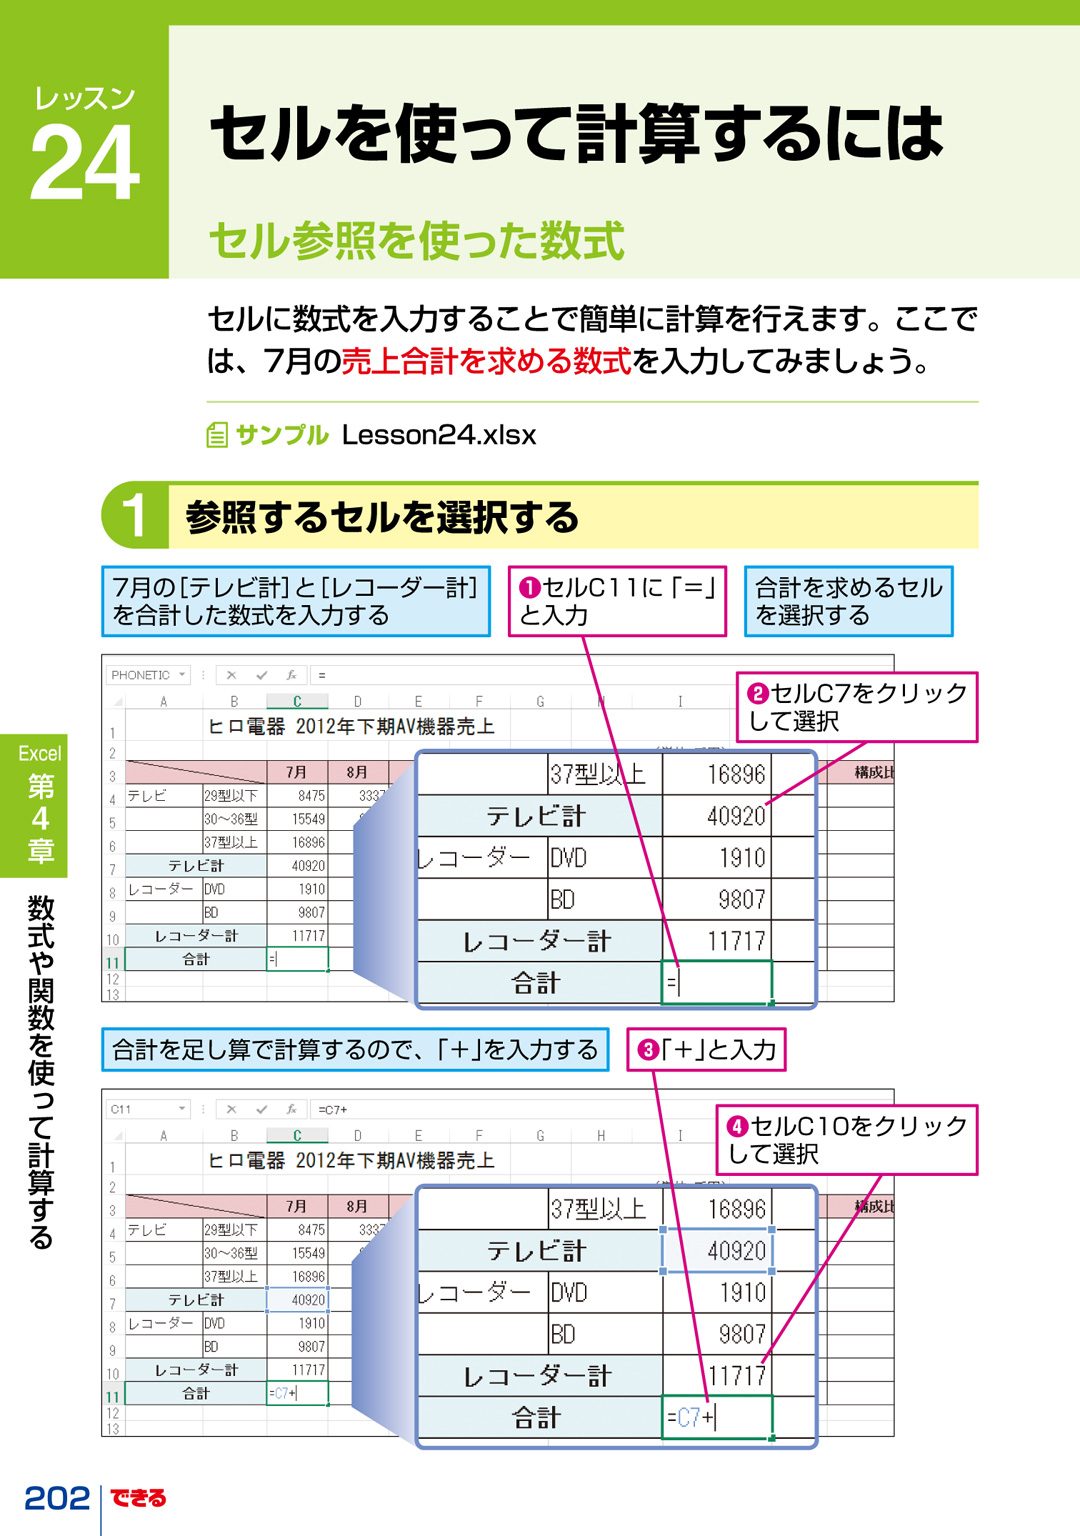 レッスン
24
セルを使って計算するには
セル参照を使った数式
セルに数式を入力することで簡単に計算を行えます。ここで
は、7月の売上合計を求める数式を入力してみましょう。
サンプル Lesson24.xlsx
1 参照するセルを選択する
7月の［テレビ計］と［レコーダー計］
を合計した数式を入力する
❶セルC11に「＝」
と入力
合計を求めるセル
を選択する
❷セルC7をクリック
して選択
PHONETIC fx =
A B C D E F G H I
1 ヒロ電器 2012年下期AV機器売上
2
3 7月 8月 構成比
4 テレビ 29型以下 8475 3337
5 30～36型 15549
6 37型以上 16896
7 テレビ計 40920
8 レコーダー DVD 1910
9 BD 9807
10 レコーダー計 11717
11 合計 =
12
13
37型以上 16896
テレビ計 40920
レコーダー DVD 1910
BD 9807
レコーダー計 11717
合計 =
合計を足し算で計算するので、「＋」を入力する
❸「＋」と入力
❹セルC10をクリック
して選択
C11 fx =C7+
A B C D E F G H I
1 ヒロ電器 2012年下期AV機器売上
2
3 7月 8月 構成比
4 テレビ 29型以下 8475 3337
5 30～36型 15549
6 37型以上 16896
7 テレビ計 40920
8 レコーダー DVD 1910
9 BD 9807
10 レコーダー計 11717
11 合計 =C7+
12
13
37型以上 16896
テレビ計 40920
レコーダー DVD 1910
BD 9807
レコーダー計 11717
合計 =C7+
Excel
第4章
数式や関数を使って計算する
202 できる